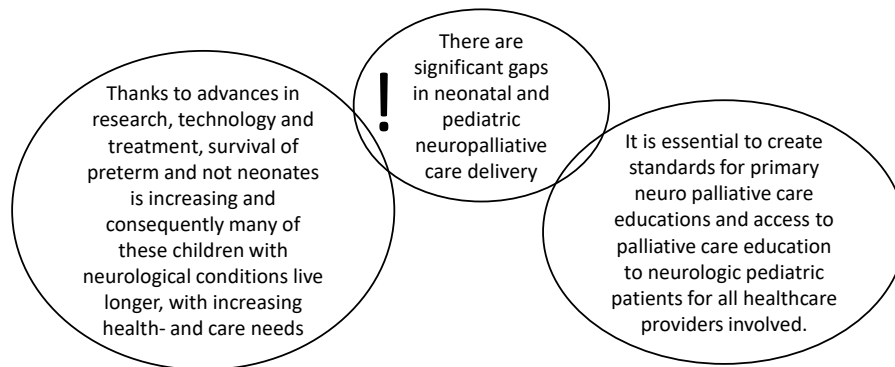 Thanks to advances in
research, technology and
treatment, survival of
preterm and not neonates
is increasing and
consequently many of
these children with
neurological conditions live
longer, with increasing
health- and care needs
!
There are
significant gaps
in neonatal and
pediatric
neuropalliative
care delivery
It is essential to create
standards for primary
neuro palliative care
educations and access to
palliative care education
to neurologic pediatric
patients for all healthcare
providers involved.